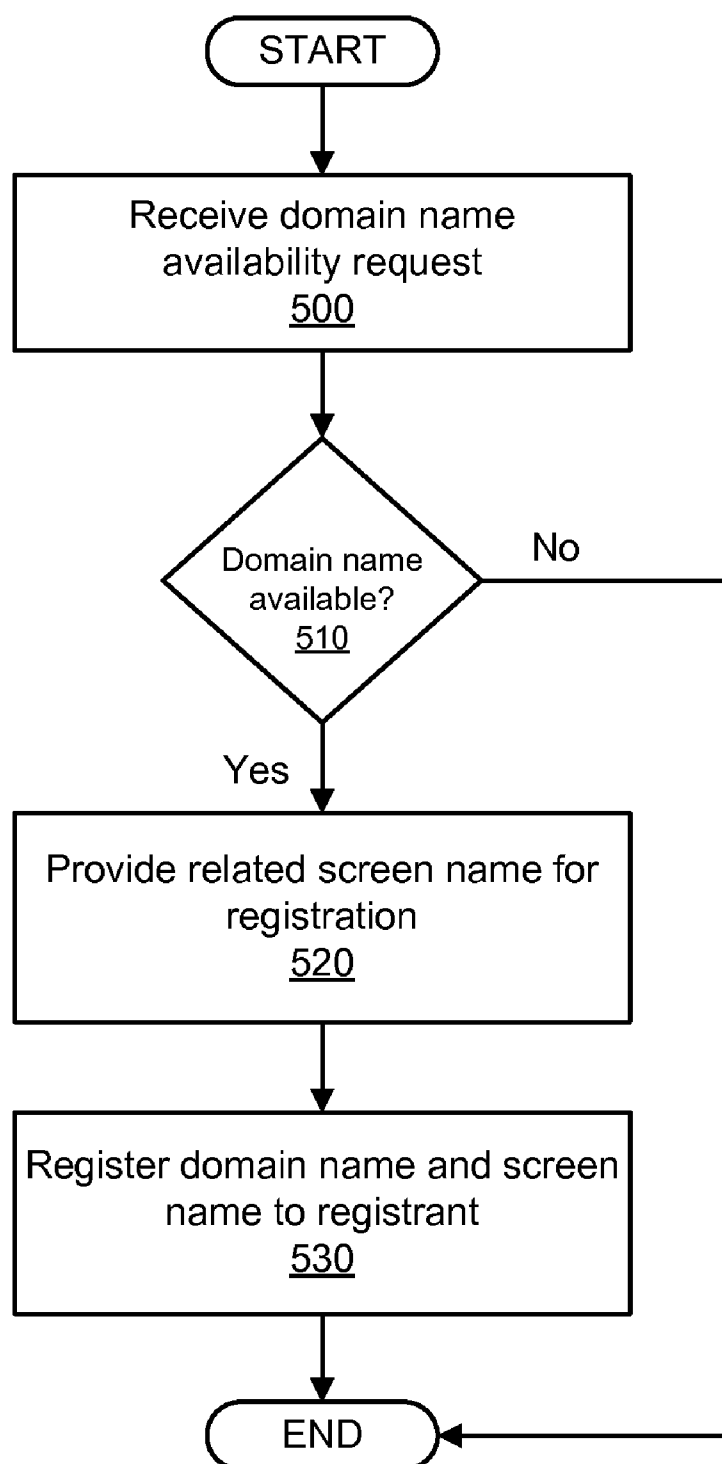 START
Receive domain name
availability request
500
Domain name
available?
510
No
Yes
Provide related screen name for
registration
520
Register domain name and screen
name to registrant
530
END